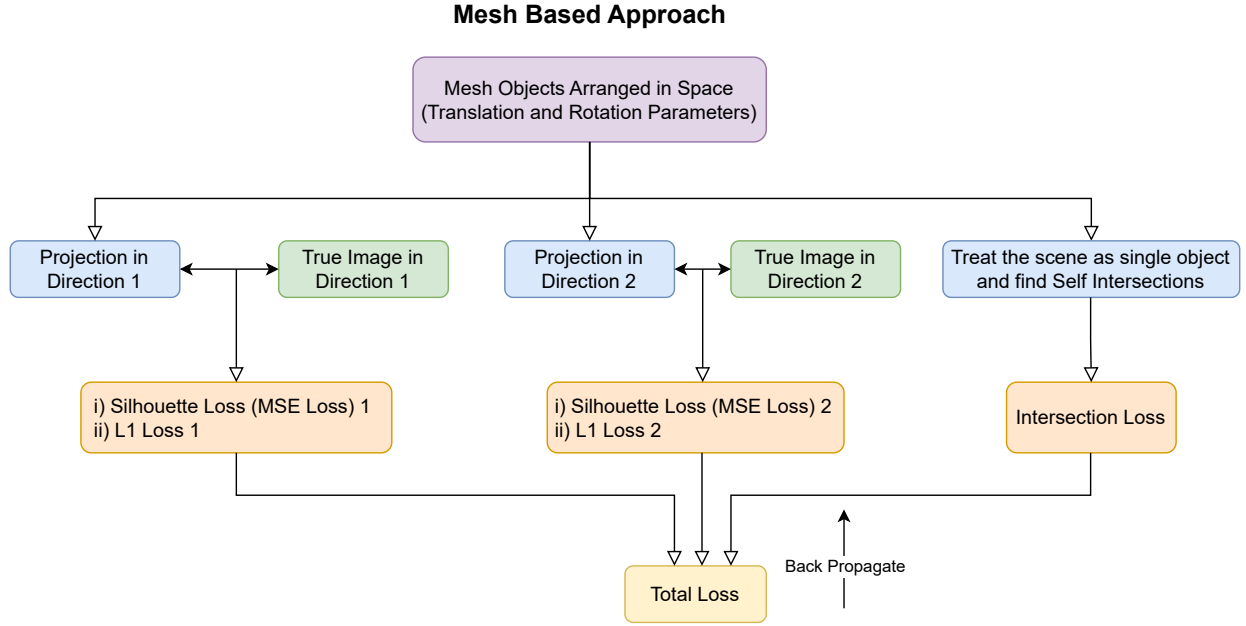 Mesh Based Approach
Mesh Objects Arranged in Space
(Translation and Rotation Parameters)
Projection in
Direction 1
True Image in
Direction 1
Projection in
Direction 2
True Image in
Direction 2
Treat the scene as single object
and find Self Intersections
i) Silhouette Loss (MSE Loss) 1
ii) L1 Loss 1
i) Silhouette Loss (MSE Loss) 2
ii) L1 Loss 2
Intersection Loss
Back Propagate
Total Loss